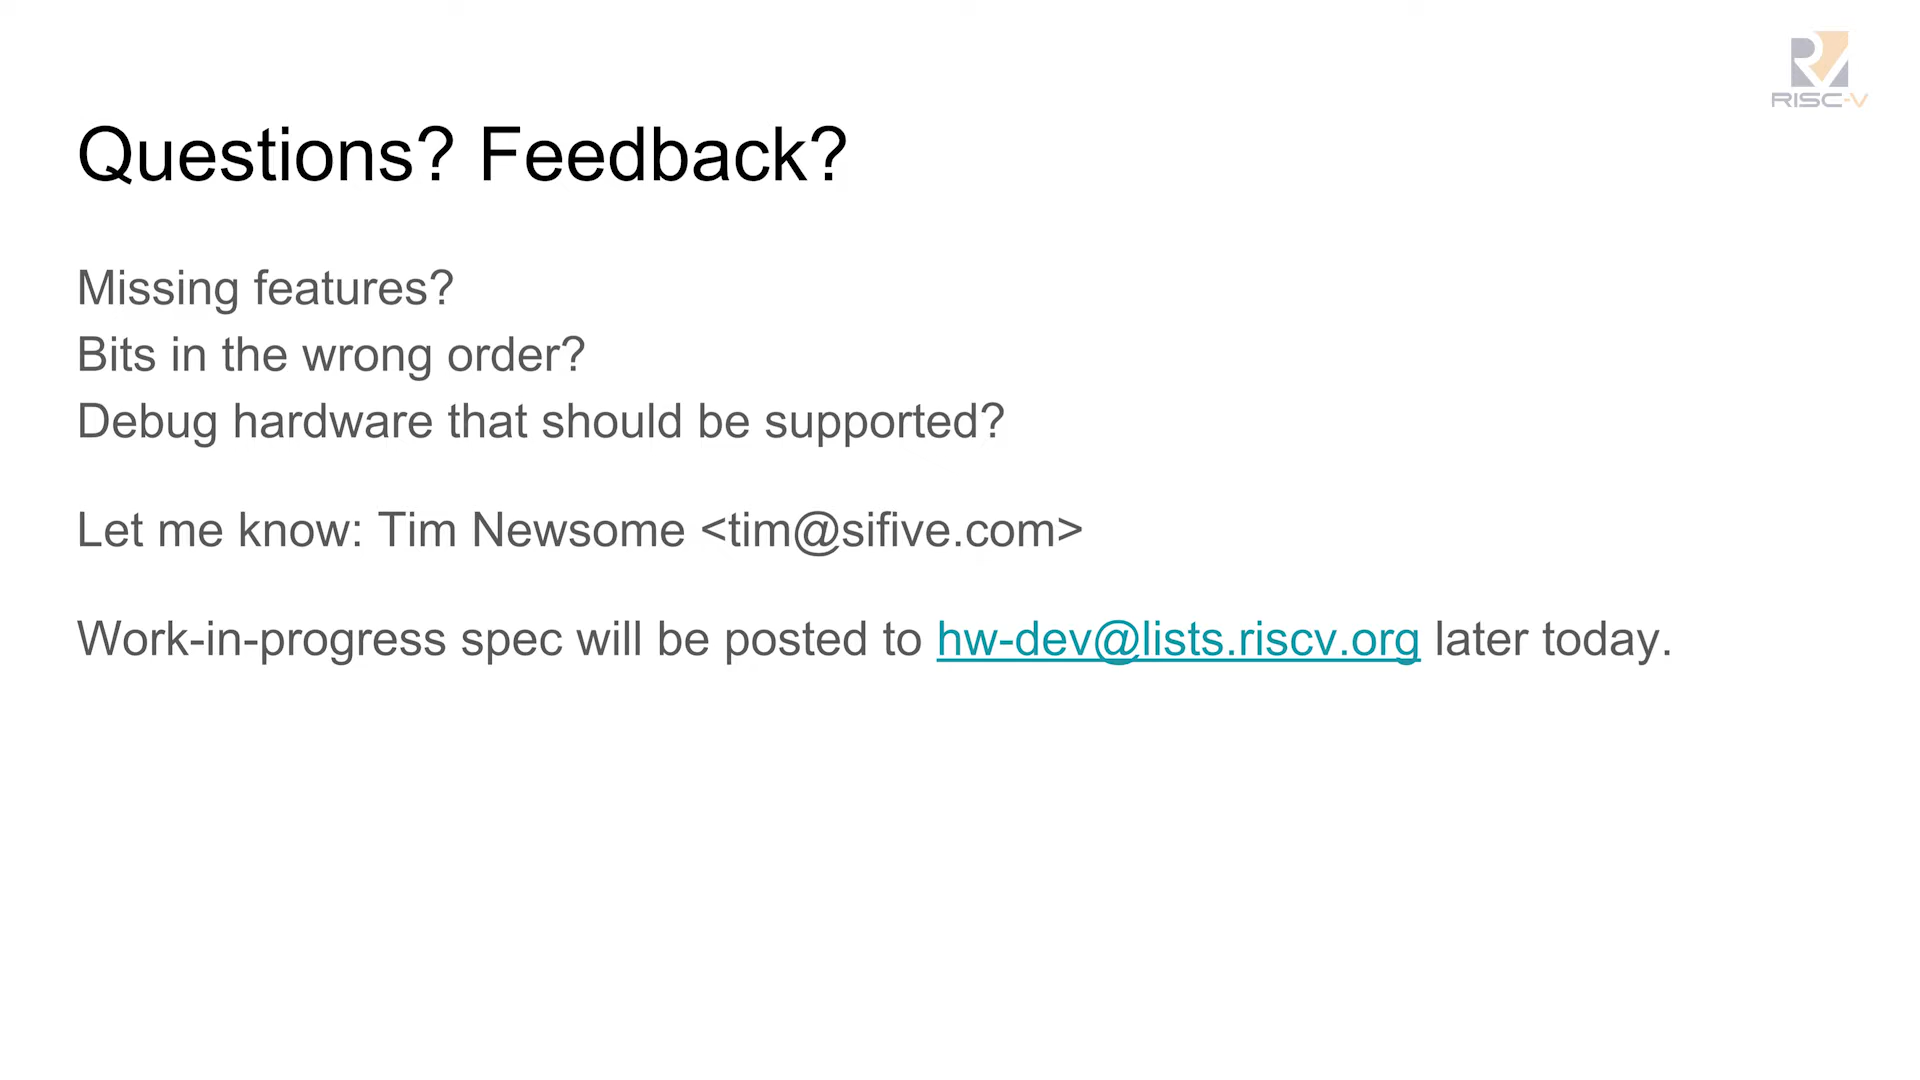 RISC-V
Questions? Feedback?
Missing features?
Bits in the wrong order?
Debug hardware that should be supported?
Let me know: Tim Newsome <tim@sifive.com>
Work-in-progress spec will be posted to hw-dev@lists.riscv.org later today.